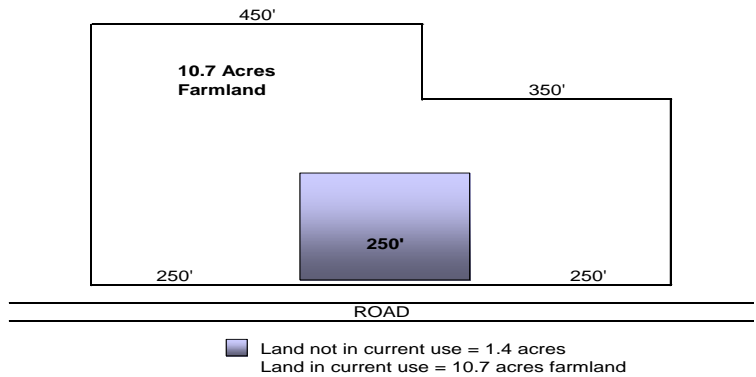 450'
10.7 Acres
Farmland
350'
250'
250'
250'
ROAD
Land not in current use = 1.4 acres
Land in current use = 10.7 acres farmland